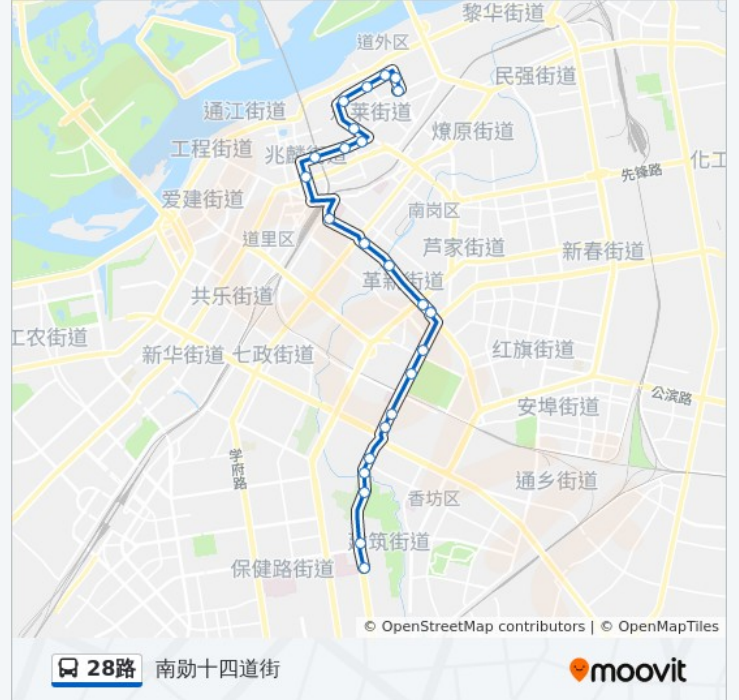 黎华街道
道外区
民强街道
通江街道
莱街道
燎原街道
工程街道
兆麟街道
化工
先锋路
爱建街道
南岗区
道里区
芦家街道
新春街道
革新街道
共乐街道
工农街道
新华街道
七政街道
红旗街道
公滨路
安埠街道
学府路
通乡街道
香坊区
建筑街道
保健路街道
© OpenStreetMap contributors | © OpenMapTiles
28路 南勋十四道街
moovit